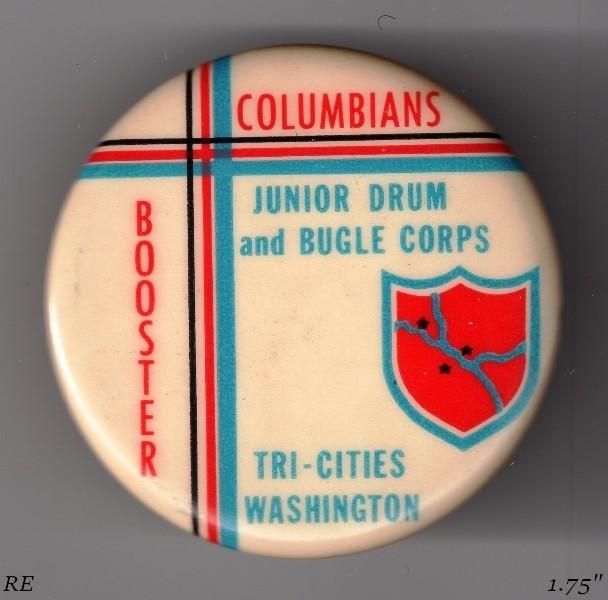 COLUMBIANS
JUNIOR DRUM
and BUGLE CORPS
BOOSTER
TRI-CITIES
WASHINGTON
RE
1.75"